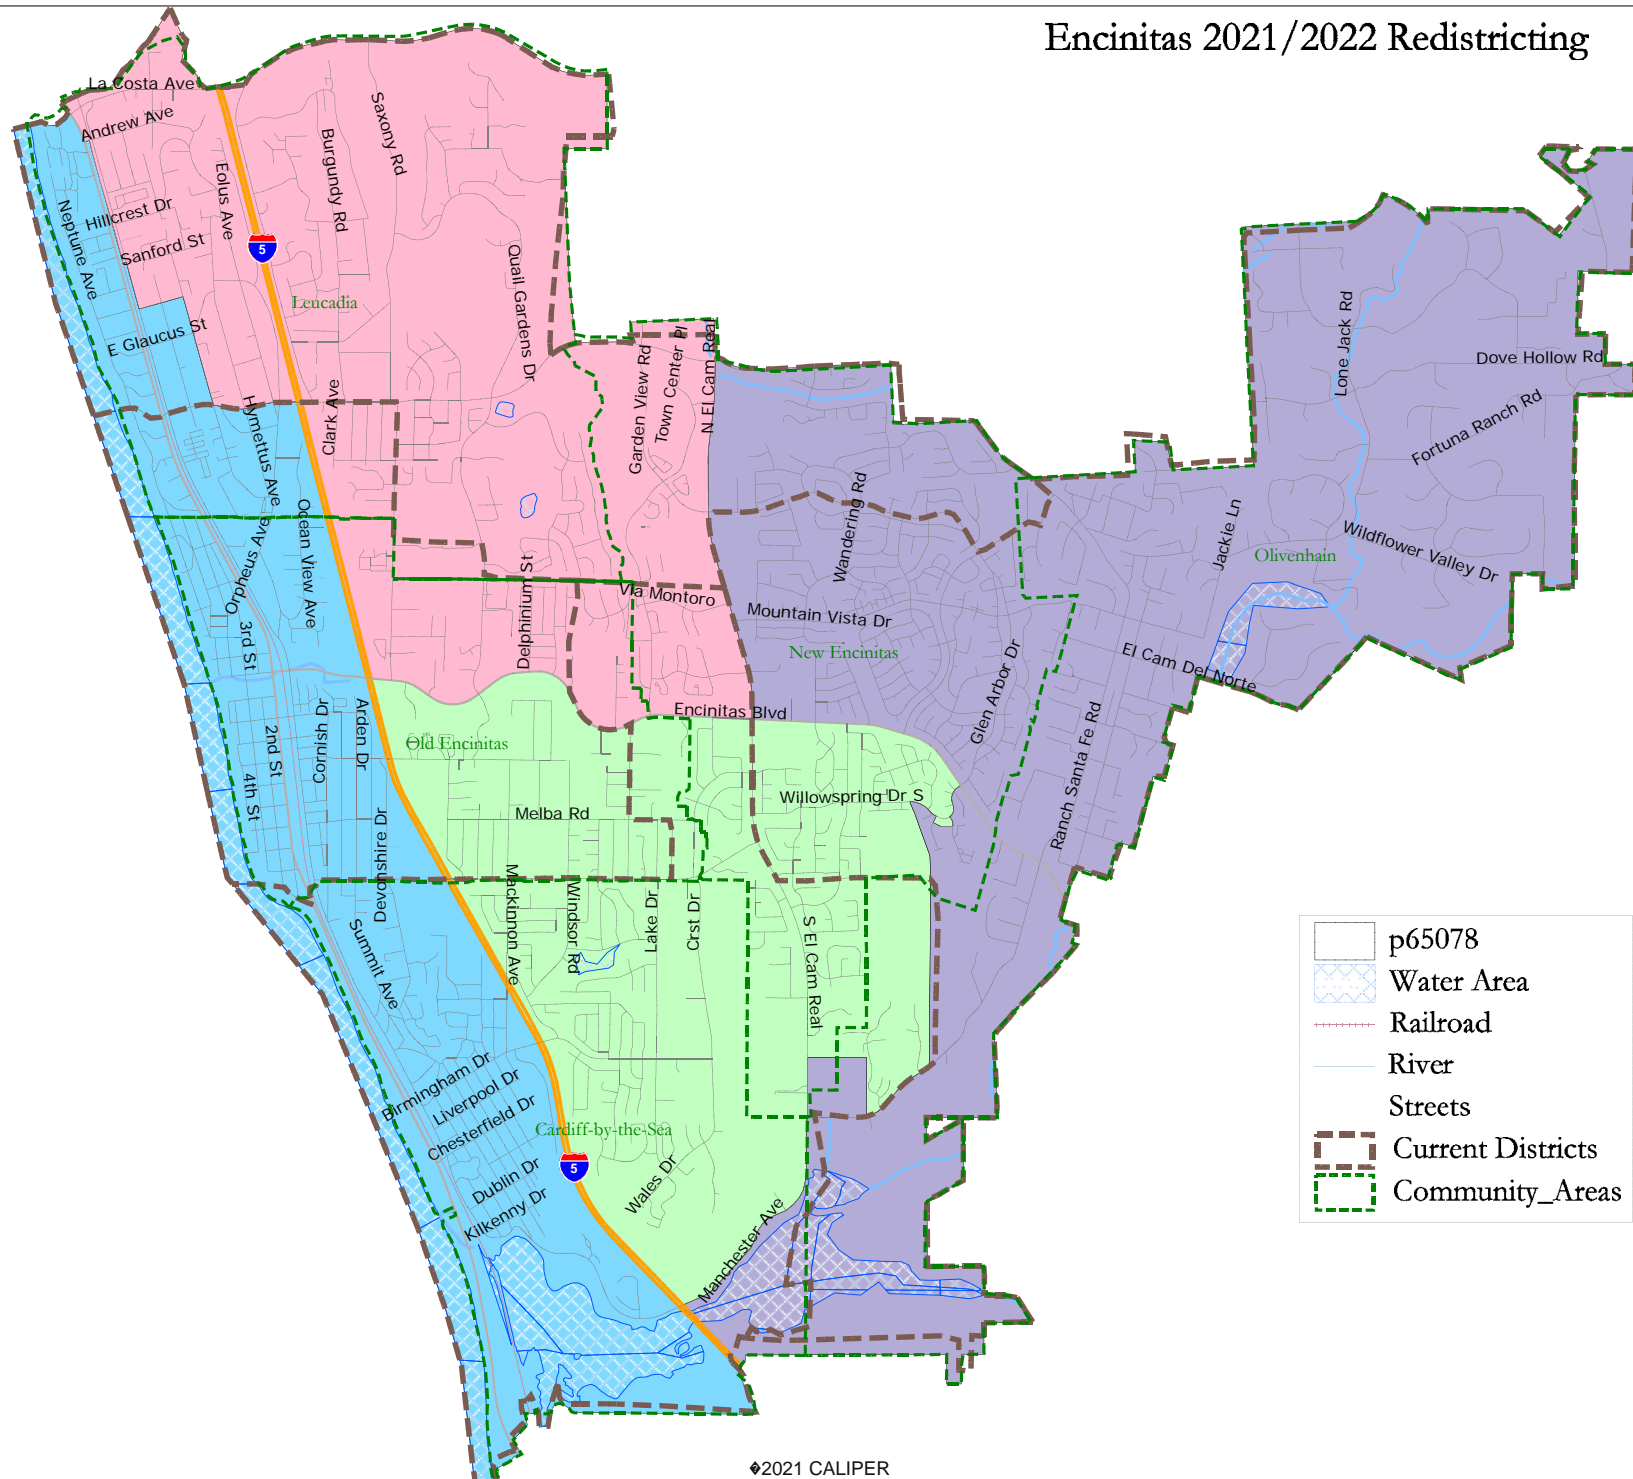 Encinitas 2021/2022 Redistricting
La Costa Ave
Andrew Ave
Saxony Rd
Burgundy Rd
Eolus Ave
Hillcrest Dr
Neptune Ave
Sanford St
5
Leucadia
Quail Gardens Dr
E Glaucus St
Garden View Rd
Town Center Pl
N El Cam Real
Lone Jack Rd
Dove Hollow Rd
Clark Ave
Hymettus Ave
Fortuna Ranch Rd
Wandering Rd
Ocean View Ave
Orpheus Ave
Jackie Ln
Olivenhain
Wildflower Valley Dr
Delphinium St
Via Montoro
Mountain Vista Dr
3rd St
New Encinitas
El Cam Del Norte
Glen Arbor Dr
Encinitas Blvd
Ranch Santa Fe Rd
2nd St
Cornish Dr
Arden Dr
Old Encinitas
4th St
Willowspring Dr S
Melba Rd
Devonshire Dr
Mackinnon Ave
Windsor Rd
Lake Dr
Crst Dr
S El Cam Real
Summit Ave
Birmingham Dr
Liverpool Dr
Chesterfield Dr
Cardiff-by-the-Sea
5
Dublin Dr
Kilkenny Dr
Wales Dr
Manchester Ave
p65078
Water Area
Railroad
River
Streets
Current Districts
Community_Areas
�2021 CALIPER